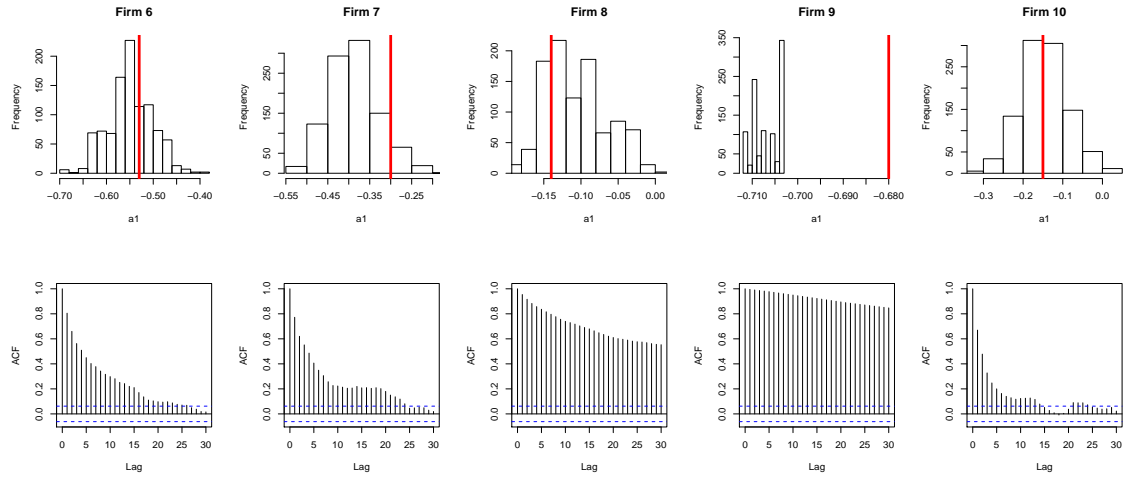 Firm 6
Frequency
0 50 100 150 200
−0.70 −0.60 −0.50 −0.40
a1
Firm 7
Frequency
0 50 150 250
−0.55 −0.45 −0.35 −0.25
a1
Firm 8
Frequency
0 50 100 150 200
−0.15 −0.10 −0.05 0.00
a1
Firm 9
Frequency
0 50 150 250 350
−0.710 −0.700 −0.690 −0.680
a1
Firm 10
Frequency
0 50 150 250
−0.3 −0.2 −0.1 0.0
a1
ACF
0.0 0.2 0.4 0.6 0.8 1.0
0 5 10 15 20 25 30
Lag
ACF
0.0 0.2 0.4 0.6 0.8 1.0
0 5 10 15 20 25 30
Lag
ACF
0.0 0.2 0.4 0.6 0.8 1.0
0 5 10 15 20 25 30
Lag
ACF
0.0 0.2 0.4 0.6 0.8 1.0
0 5 10 15 20 25 30
Lag
ACF
0.0 0.2 0.4 0.6 0.8 1.0
0 5 10 15 20 25 30
Lag